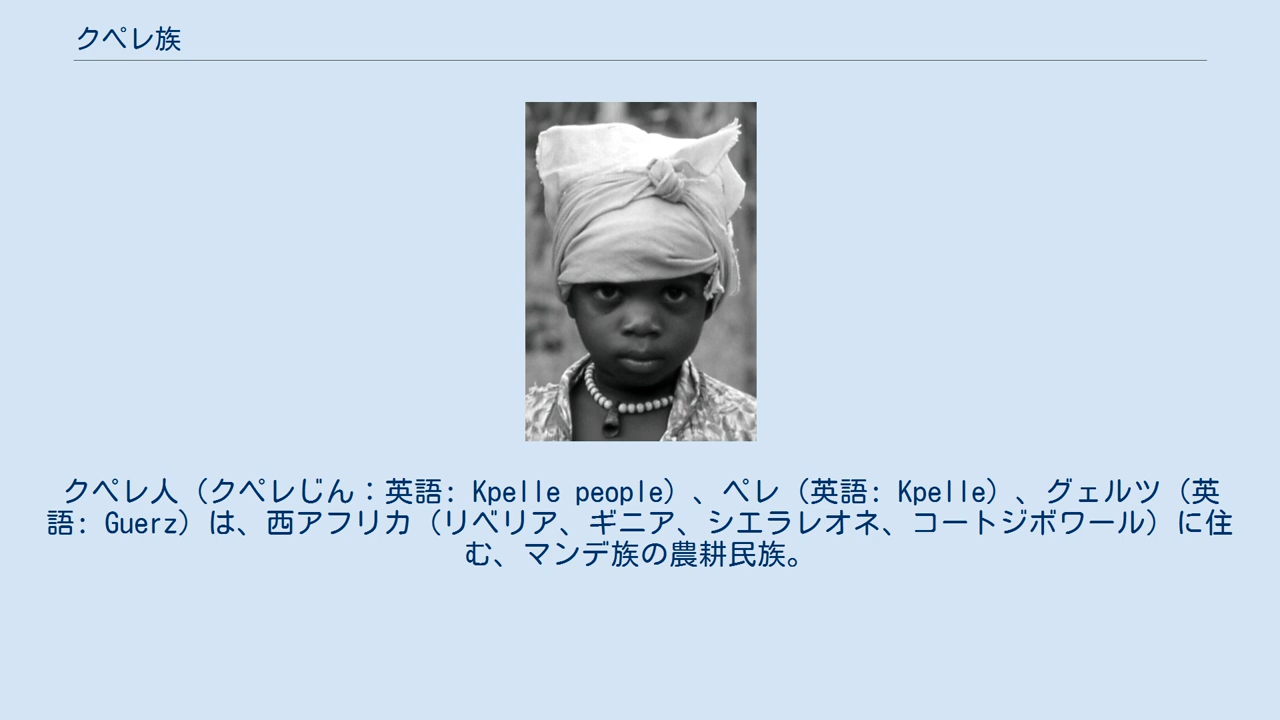 クペレ族
クペレ人（クペレじん：英語: Kpelle people）、ペレ（英語: Kpelle）、グェルツ（英
語: Guerz）は、西アフリカ（リベリア、ギニア、シエラレオネ、コートジボワール）に住
む、マンデ族の農耕民族。